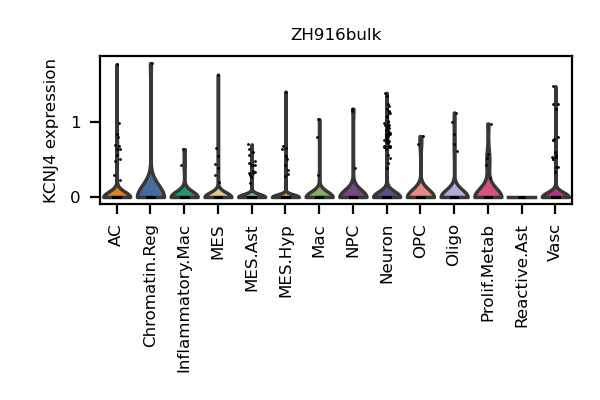 ZH916bulk
KCNJ4 expression
1
0
AC
Chromatin.Reg
Inflammatory.Mac
MES
MES.Ast
MES.Hyp
Mac
NPC
Neuron
OPC
Oligo
Prolif.Metab
Reactive.Ast
Vasc